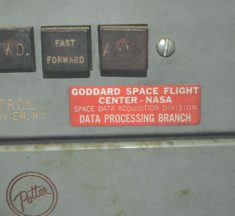 FAST
FORWARD
GODDARD SPACE FLIGHT
CENTER - NASA
SPACE DATA ACQUISITION DIVISION
DATA PROCESSING BRANCH
Potter